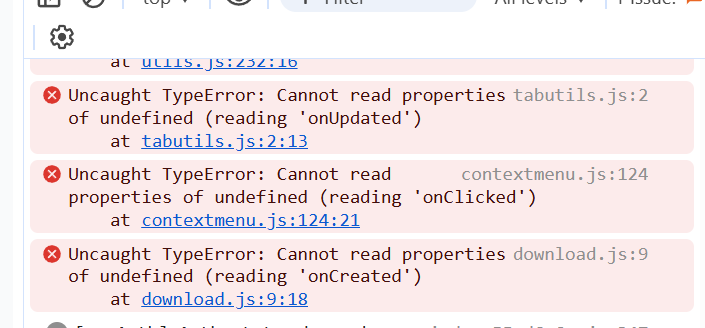 top
Filter
All levels
1 Issue:
at utils.js:232:16
Uncaught TypeError: Cannot read properties tabutils.js:2
of undefined (reading 'onUpdated')
at tabutils.js:2:13
Uncaught TypeError: Cannot read contextmenu.js:124
properties of undefined (reading 'onClicked')
at contextmenu.js:124:21
Uncaught TypeError: Cannot read properties download.js:9
of undefined (reading 'onCreated')
at download.js:9:18